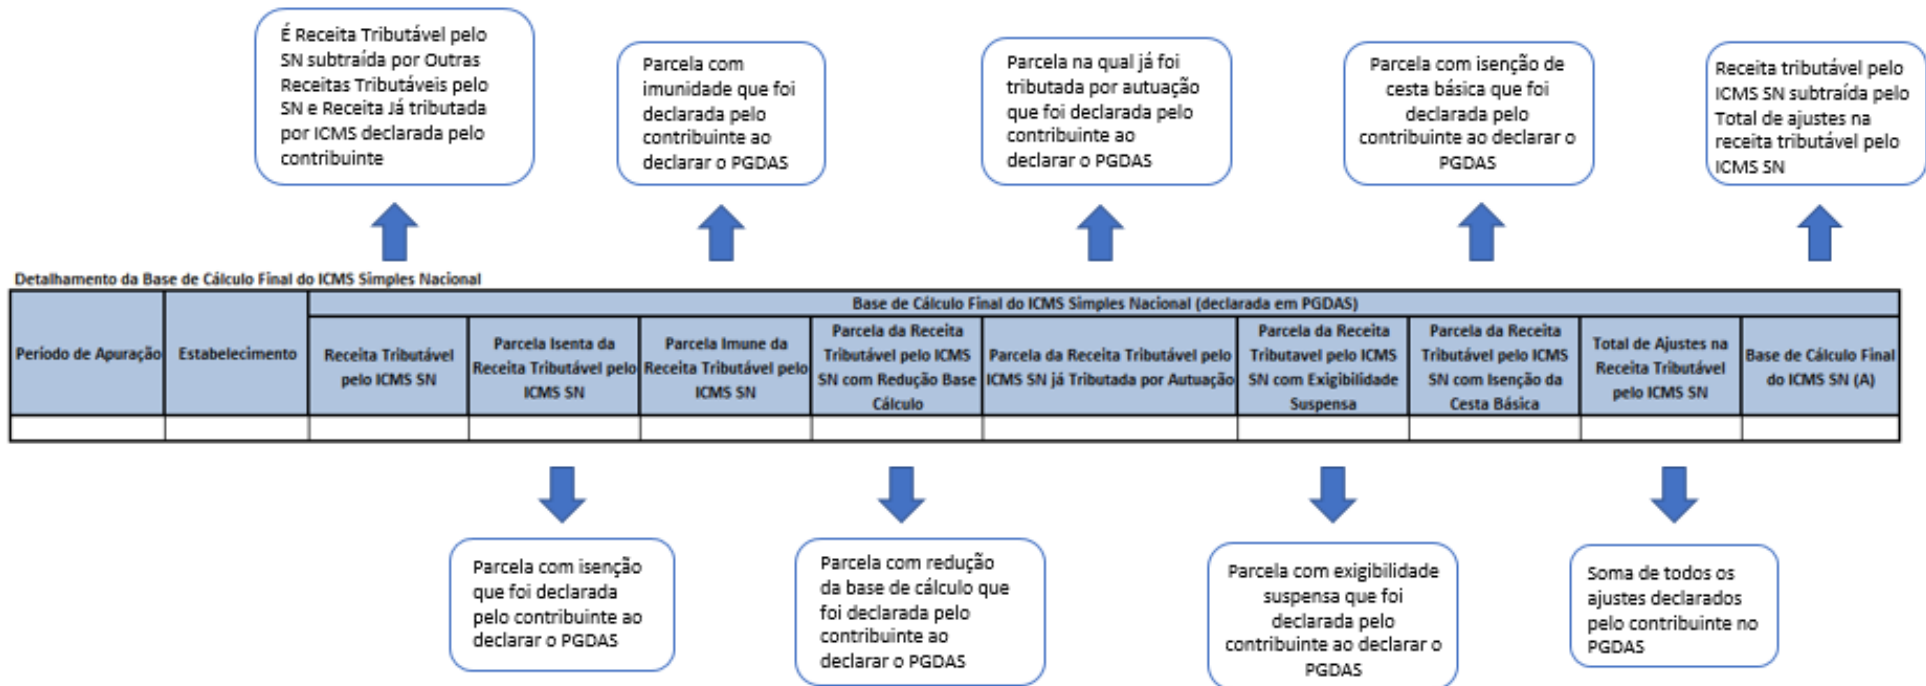 É Receita Tributável pelo
SN subtraída por Outras
Receitas Tributáveis pelo
SN e Receita Já tributada
por ICMS declarada pelo
contribuinte
Parcela com
imunidade que foi
declarada pelo
contribuinte ao
declarar o PGDAS
Parcela na qual já foi
tributada por autuação
que foi declarada pelo
contribuinte ao
declarar o PGDAS
Parcela com isenção de
cesta básica que foi
declarada pelo
contribuinte ao declarar o
PGDAS
Receita tributável pelo
ICMS SN subtraída pelo
Total de ajustes na
receita tributável pelo
ICMS SN
Detalhamento da Base de Cálculo Final do ICMS Simples Nacional
Base de Cálculo Final do ICMS Simples Nacional (declarada em PGDAS)
Período de Apuração
Estabelecimento
Receita Tributável
pelo ICMS SN
Parcela Isenta da
Receita Tributável pelo
ICMS SN
Parcela Imune da
Receita Tributável pelo
ICMS SN
Parcela da Receita
Tributável pelo ICMS
SN com Redução Base
Cálculo
Parcela da Receita Tributável pelo
ICMS SN já Tributada por Autuação
Parcela da Receita
Tributavel pelo ICMS
SN com Exigibilidade
Suspensa
Parcela da Receita
Tributável pelo ICMS
SN com Isenção da
Cesta Básica
Total de Ajustes na
Receita Tributável
pelo ICMS SN
Base de Cálculo Final
do ICMS SN (A)
Parcela com isenção
que foi declarada
pelo contribuinte ao
declarar o PGDAS
Parcela com redução
da base de cálculo que
foi declarada pelo
contribuinte ao
declarar o PGDAS
Parcela com exigibilidade
suspensa que foi
declarada pelo
contribuinte ao declarar o
PGDAS
Soma de todos os
ajustes declarados
pelo contribuinte no
PGDAS